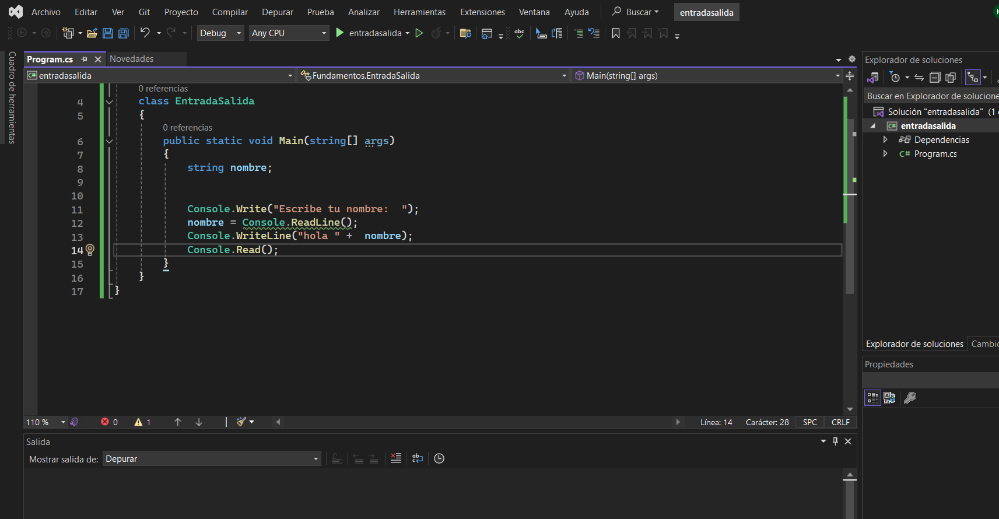 Archivo Editar Ver Git Proyecto Compilar Depurar Prueba Analizar Herramientas Extensiones Ventana Ayuda Buscar entradasalida
Debug Any CPU entradasalida
Cuadro de herramientas
Program.cs Novedades
entradasalida Fundamentos.EntradaSalida Main(string[] args)
0 referencias
4 class EntradaSalida
5 {
0 referencias
6 public static void Main(string[] args)
7 {
8 string nombre;
9
10
11 Console.Write("Escribe tu nombre:  ");
12 nombre = Console.ReadLine();
13 Console.WriteLine("hola " +  nombre);
14 Console.Read();
15 }
16 }
17 }
110 % 0 1 Línea: 14 Carácter: 28 SPC CRLF
Salida
Mostrar salida de: Depurar
Explorador de soluciones
Buscar en Explorador de solucione
Solución "entradasalida" (1
entradasalida
Dependencias
C# Program.cs
Explorador de soluciones Cambio
Propiedades